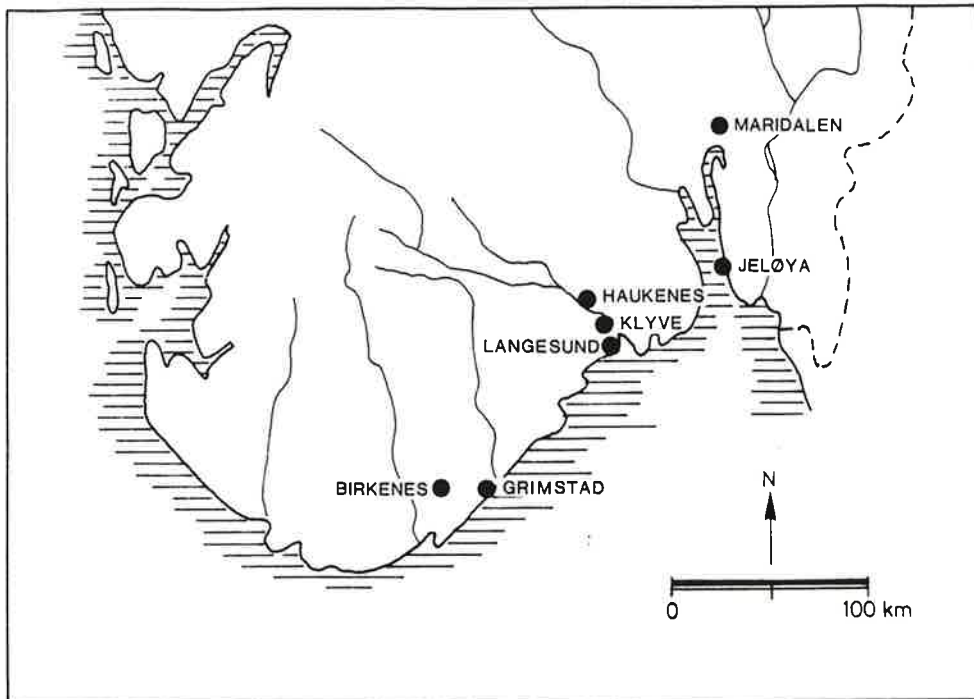 MARIDALEN
JELØYA
HAUKENES
KLYVE
LANGESUND
BIRKENES
GRIMSTAD
N
0 100 km